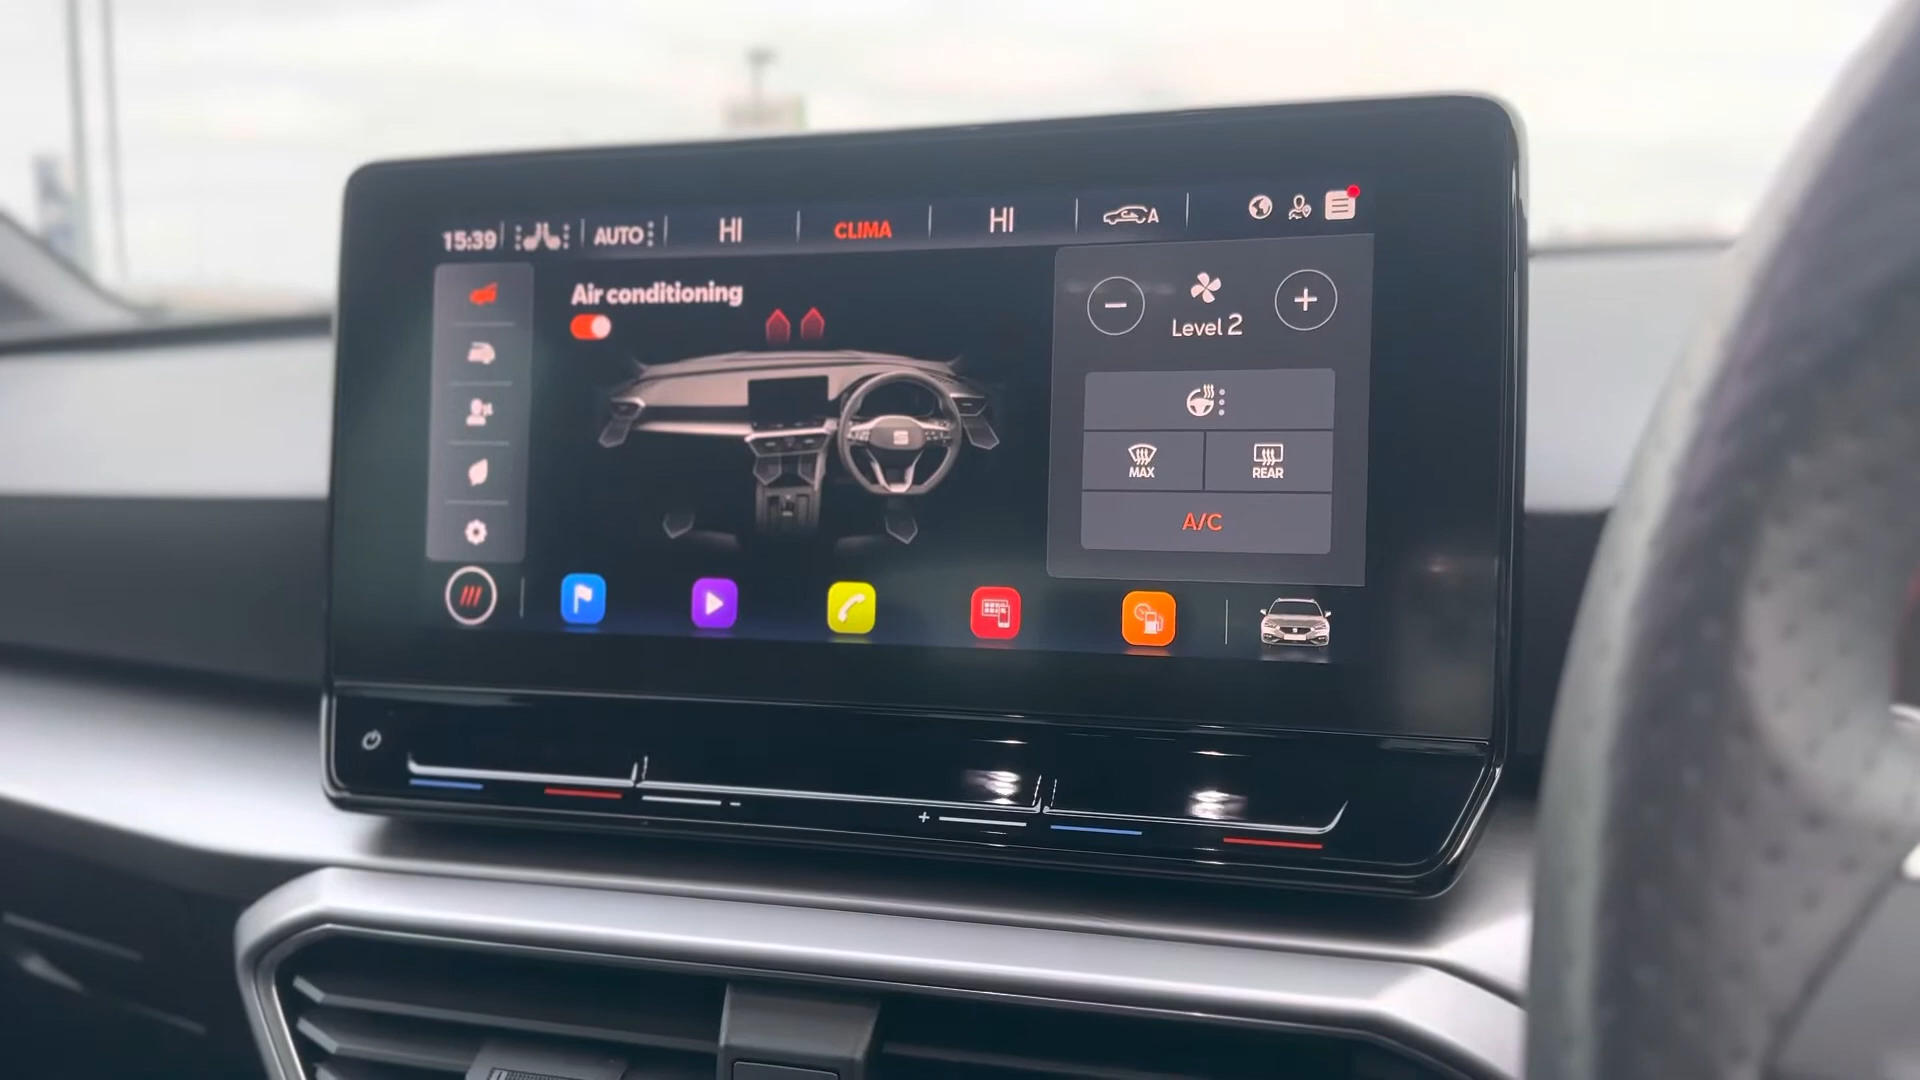 15:39 AUTO HI CLIMA HI A
Air conditioning
Level 2
MAX REAR
A/C
- +